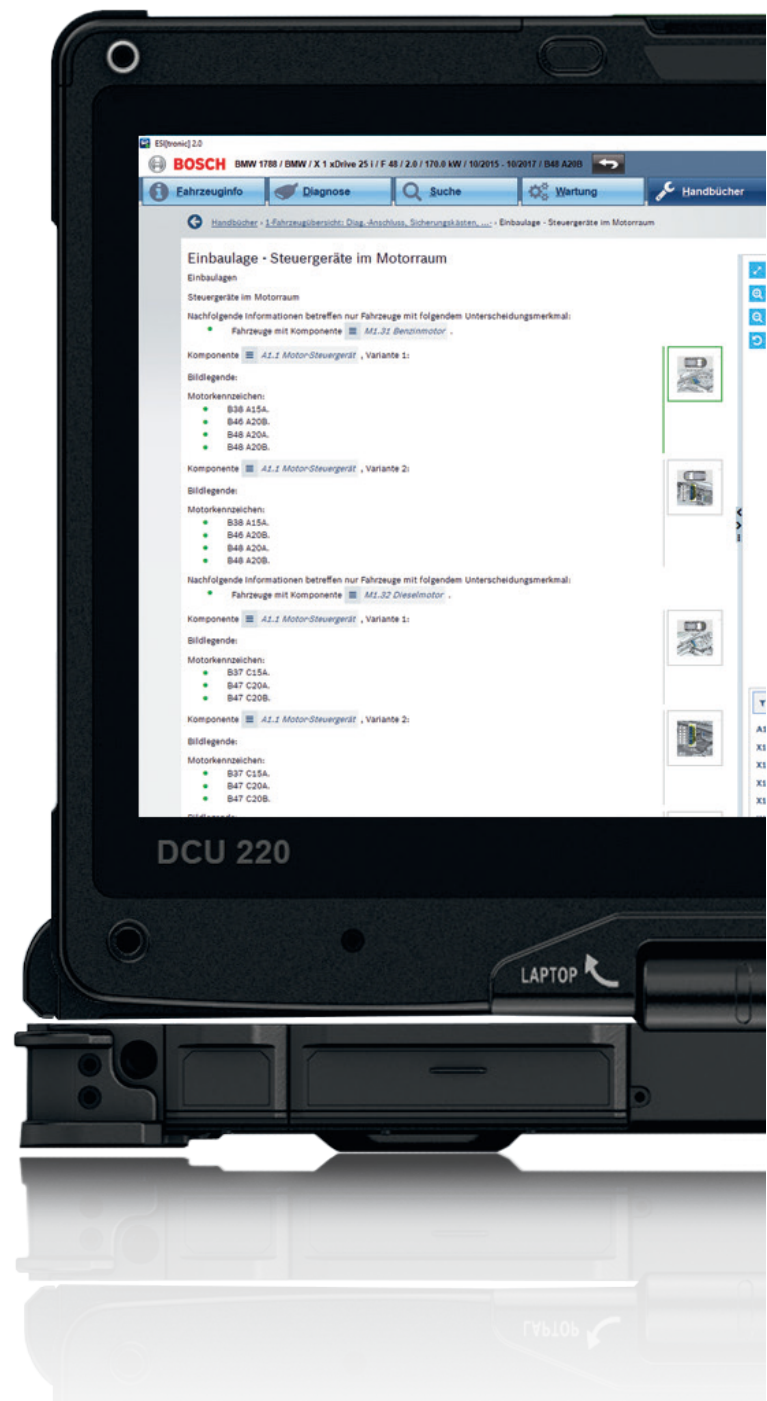 ESI[tronic] 2.0
BOSCH BMW 1788 / BMW / X 1 xDrive 25 i / F 48 / 2.0 / 170.0 kW / 10/2015 - 10/2017 / B48 A20B
Fahrzeuginfo Diagnose Suche Wartung Handbücher
Handbücher › 1-Fahrzeugübersicht: Diag.-Anschluss, Sicherungskästen, ...- › Einbaulage - Steuergeräte im Motorraum
Einbaulage - Steuergeräte im Motorraum
Einbaulagen
Steuergeräte im Motorraum
Nachfolgende Informationen betreffen nur Fahrzeuge mit folgendem Unterscheidungsmerkmal:
Fahrzeuge mit Komponente M1.31 Benzinmotor .
Komponente A1.1 Motor-Steuergerät , Variante 1:
Bildlegende:
Motorkennzeichen:
B38 A15A.
B46 A20B.
B48 A20A.
B48 A20B.
Komponente A1.1 Motor-Steuergerät , Variante 2:
Bildlegende:
Motorkennzeichen:
B38 A15A.
B46 A20B.
B48 A20A.
B48 A20B.
Nachfolgende Informationen betreffen nur Fahrzeuge mit folgendem Unterscheidungsmerkmal:
Fahrzeuge mit Komponente M1.32 Dieselmotor .
Komponente A1.1 Motor-Steuergerät , Variante 1:
Bildlegende:
Motorkennzeichen:
B37 C15A.
B47 C20A.
B47 C20B.
Komponente A1.1 Motor-Steuergerät , Variante 2:
Bildlegende:
Motorkennzeichen:
B37 C15A.
B47 C20A.
B47 C20B.
A1
X1
X1
X1
X1
DCU 220
LAPTOP